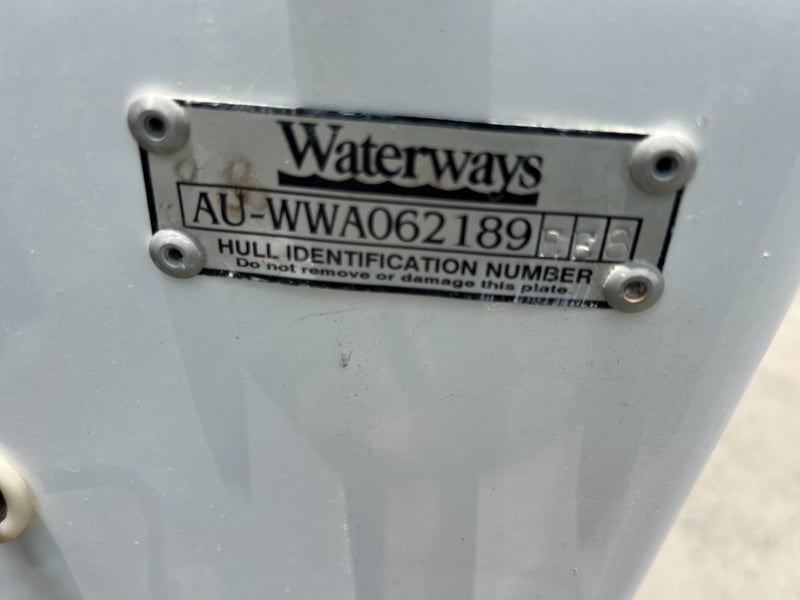 Waterways
AU-WWA062189
HULL IDENTIFICATION NUMBER
Do not remove or damage this plate.